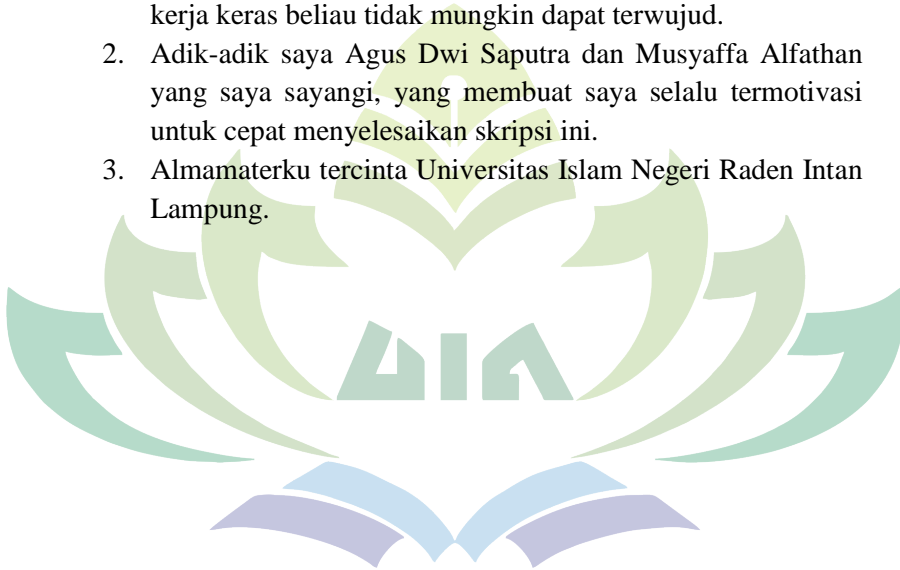 kerja keras beliau tidak mungkin dapat terwujud.
2. Adik-adik saya Agus Dwi Saputra dan Musyaffa Alfathan
yang saya sayangi, yang membuat saya selalu termotivasi
untuk cepat menyelesaikan skripsi ini.
3. Almamaterku tercinta Universitas Islam Negeri Raden Intan
Lampung.